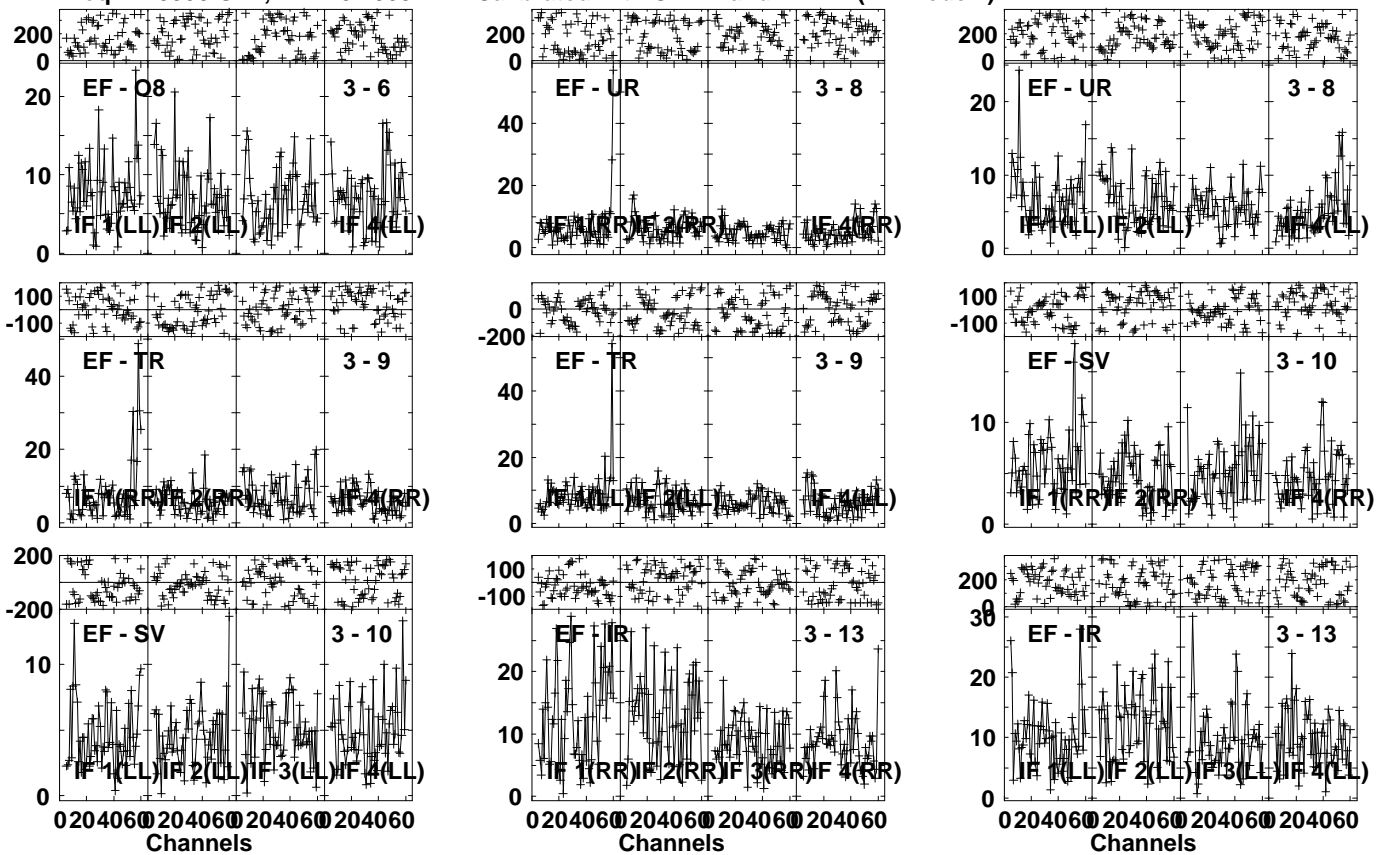 200
0
EF - O8 3 - 6
20
10
0
IF 1(LL) IF 2(LL) IF 4(LL)
200
0
EF - UR 3 - 8
40
20
0
IF 1(RR) IF 2(RR) IF 4(RR)
200
0
EF - UR 3 - 8
20
10
0
IF 1(LL) IF 2(LL) IF 4(LL)
100
-100
EF - TR 3 - 9
40
20
0
IF 1(RR) IF 2(RR) IF 4(RR)
0
-200
EF - TR 3 - 9
40
20
0
IF 1(LL) IF 2(LL) IF 4(LL)
100
-100
EF - SV 3 - 10
10
0
IF 1(RR) IF 2(RR) IF 4(RR)
200
-200
EF - SV 3 - 10
10
0
IF 1(LL) IF 2(LL) IF 3(LL) IF 4(LL)
0 20 40 60 0 20 40 60 0 20 40 60 0 20 40 60
Channels
100
-100
EF - IR 3 - 13
20
10
0
IF 1(RR) IF 2(RR) IF 3(RR) IF 4(RR)
0 20 40 60 0 20 40 60 0 20 40 60 0 20 40 60
Channels
200
0
30
EF - IR 3 - 13
20
10
0
IF 1(LL) IF 2(LL) IF 3(LL) IF 4(LL)
0 20 40 60 0 20 40 60 0 20 40 60 0 20 40 60
Channels